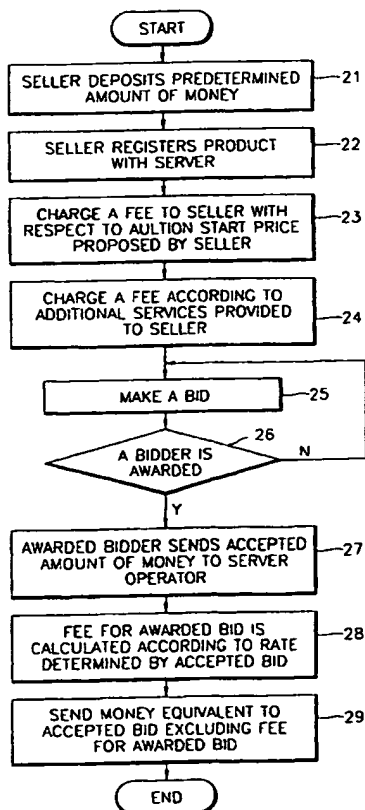 START
SELLER DEPOSITS PREDETERMINED
AMOUNT OF MONEY
21
SELLER REGISTERS PRODUCT
WITH SERVER
22
CHARGE A FEE TO SELLER WITH
RESPECT TO AULTION START PRICE
PROPOSED BY SELLER
23
CHARGE A FEE ACCORDING TO
ADDITIONAL SERVICES PROVIDED
TO SELLER
24
MAKE A BID
25
26
A BIDDER IS
AWARDED
N
Y
AWARDED BIDDER SENDS ACCEPTED
AMOUNT OF MONEY TO SERVER
OPERATOR
27
FEE FOR AWARDED BID IS
CALCULATED ACCORDING TO RATE
DETERMINED BY ACCEPTED BID
28
SEND MONEY EQUIVALENT TO
ACCEPTED BID EXCLUDING FEE
FOR AWARDED BID
29
END